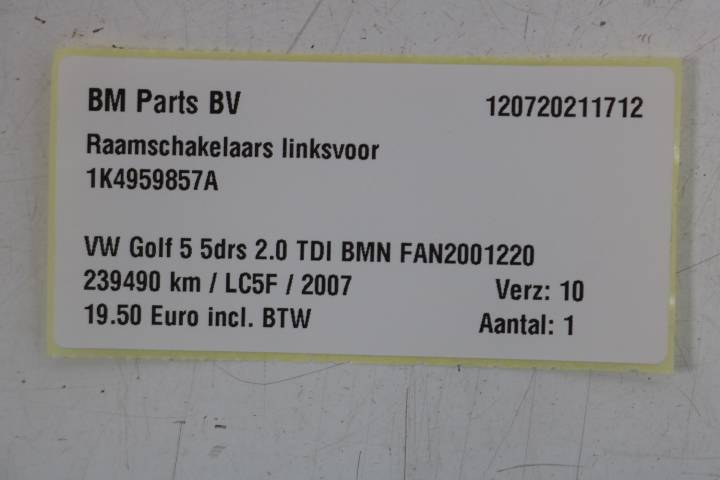 BM Parts BV 120720211712
Raamschakelaars linksvoor
1K4959857A
VW Golf 5 5drs 2.0 TDI BMN FAN2001220
239490 km / LC5F / 2007 Verz: 10
19.50 Euro incl. BTW Aantal: 1